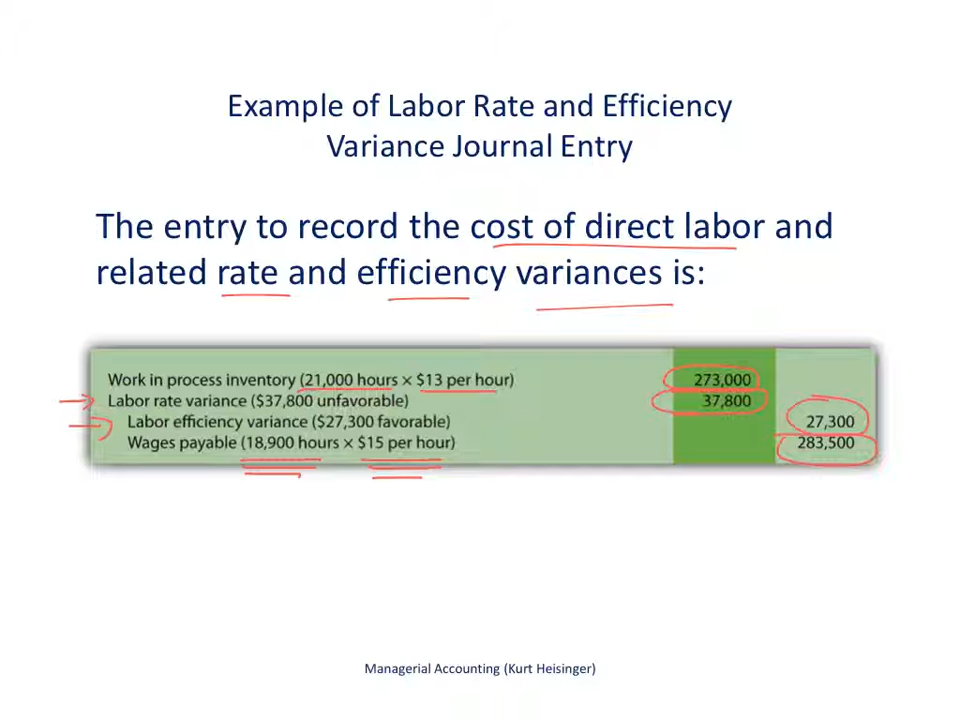 Example of Labor Rate and Efficiency
Variance Journal Entry
The entry to record the cost of direct labor and
related rate and efficiency variances is:
Work in process inventory (21,000 hours × $13 per hour) 273,000
Labor rate variance ($37,800 unfavorable) 37,800
Labor efficiency variance ($27,300 favorable) 27,300
Wages payable (18,900 hours × $15 per hour) 283,500
Managerial Accounting (Kurt Heisinger)